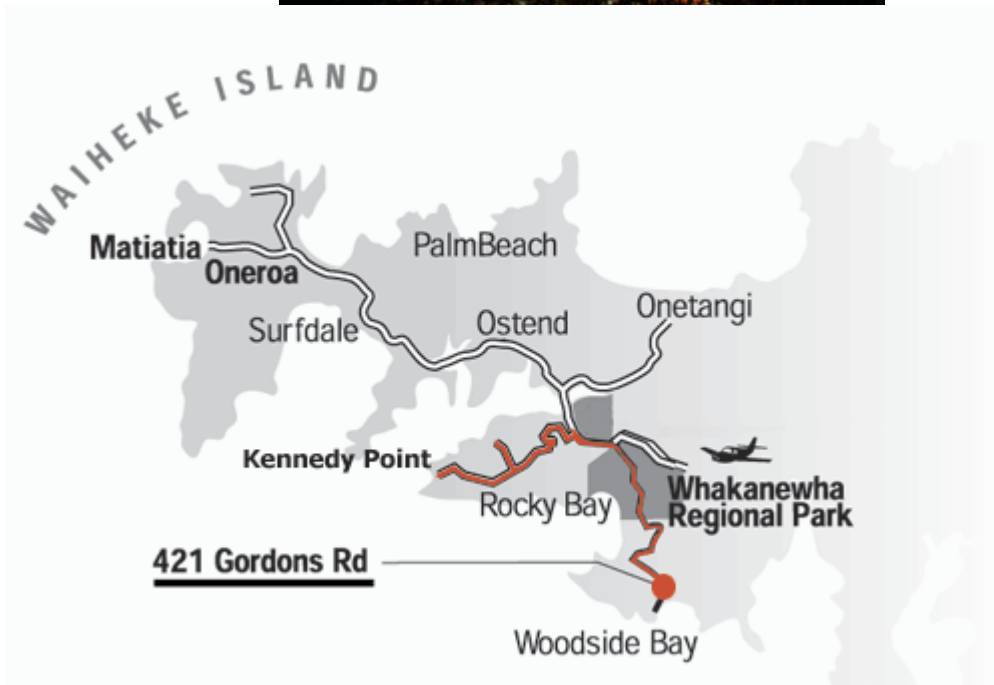 WAIHEKE ISLAND
PalmBeach
Matiatia
Oneroa
Onetangi
Surfdale
Ostend
Kennedy Point
Rocky Bay
Whakanewha
Regional Park
421 Gordons Rd
Woodside Bay